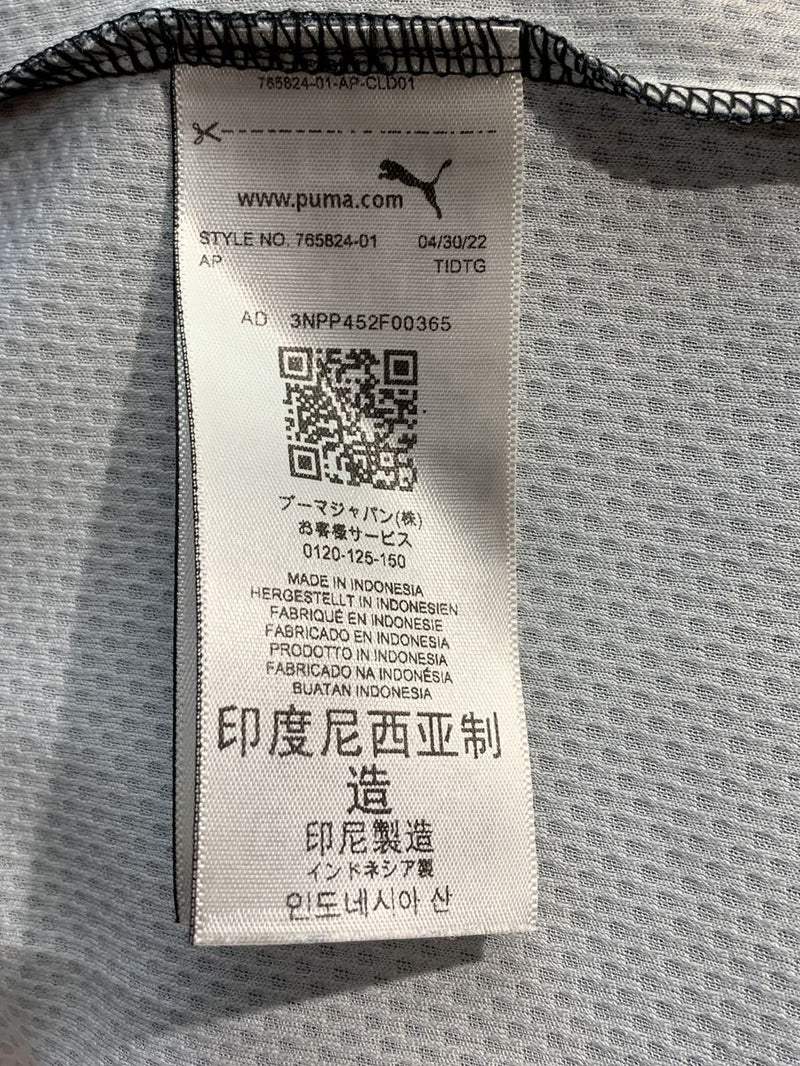 765824-01-AP-CLD01
www.puma.com
STYLE NO. 765824-01 04/30/22
AP TIDTG
AD 3NPP452F00365
プーマジャパン(株)
お客様サービス
0120-125-150
MADE IN INDONESIA
HERGESTELLT IN INDONESIEN
FABRIQUÉ EN INDONESIE
FABRICADO EN INDONESIA
PRODOTTO IN INDONESIA
FABRICADO NA INDONÉSIA
BUATAN INDONESIA
印度尼西亚制
造
印尼製造
インドネシア製
인도네시아 산